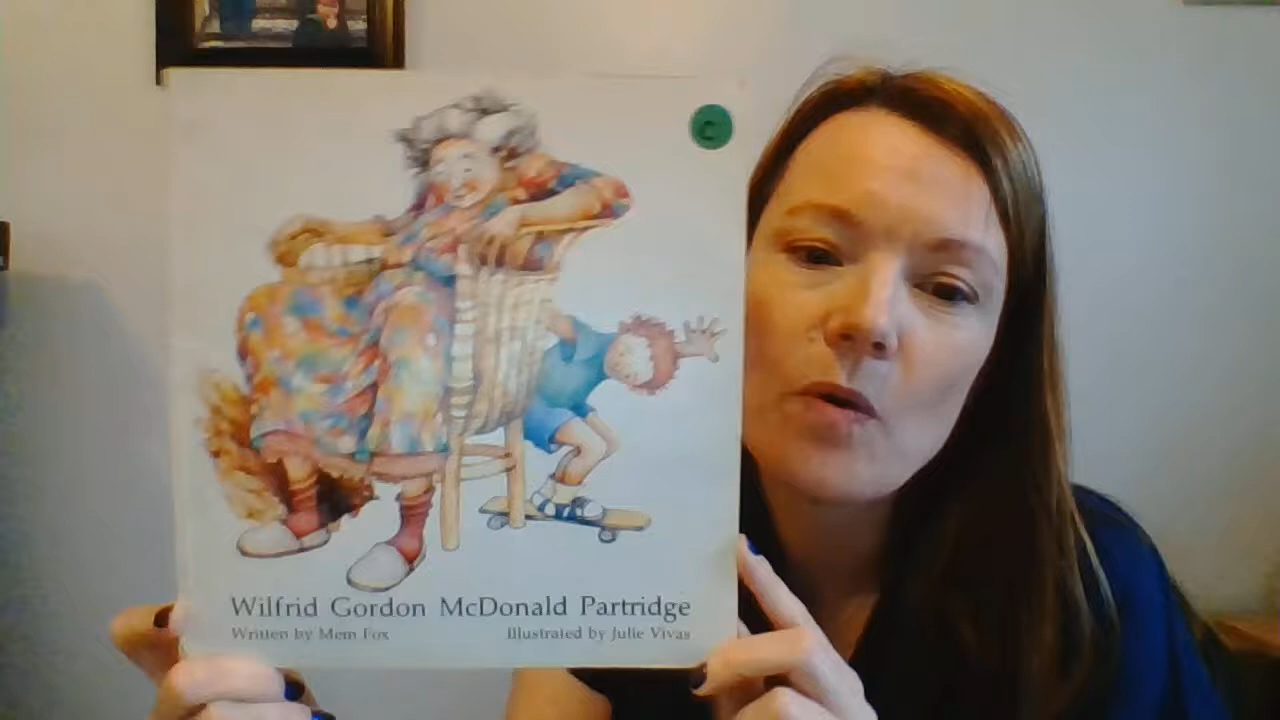 C
Wilfrid Gordon McDonald Partridge
Written by Mem Fox Illustrated by Julie Vivas